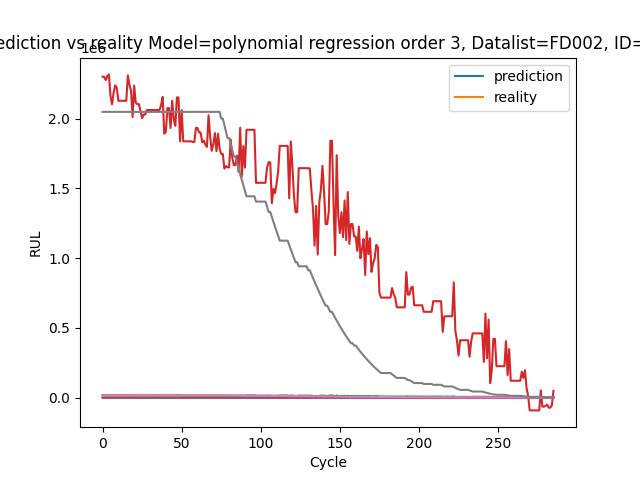 ediction vs reality Model=polynomial regression order 3, Datalist=FD002, ID=
1e6
prediction
reality
2.0
1.5
1.0
0.5
0.0
RUL
0 50 100 150 200 250
Cycle